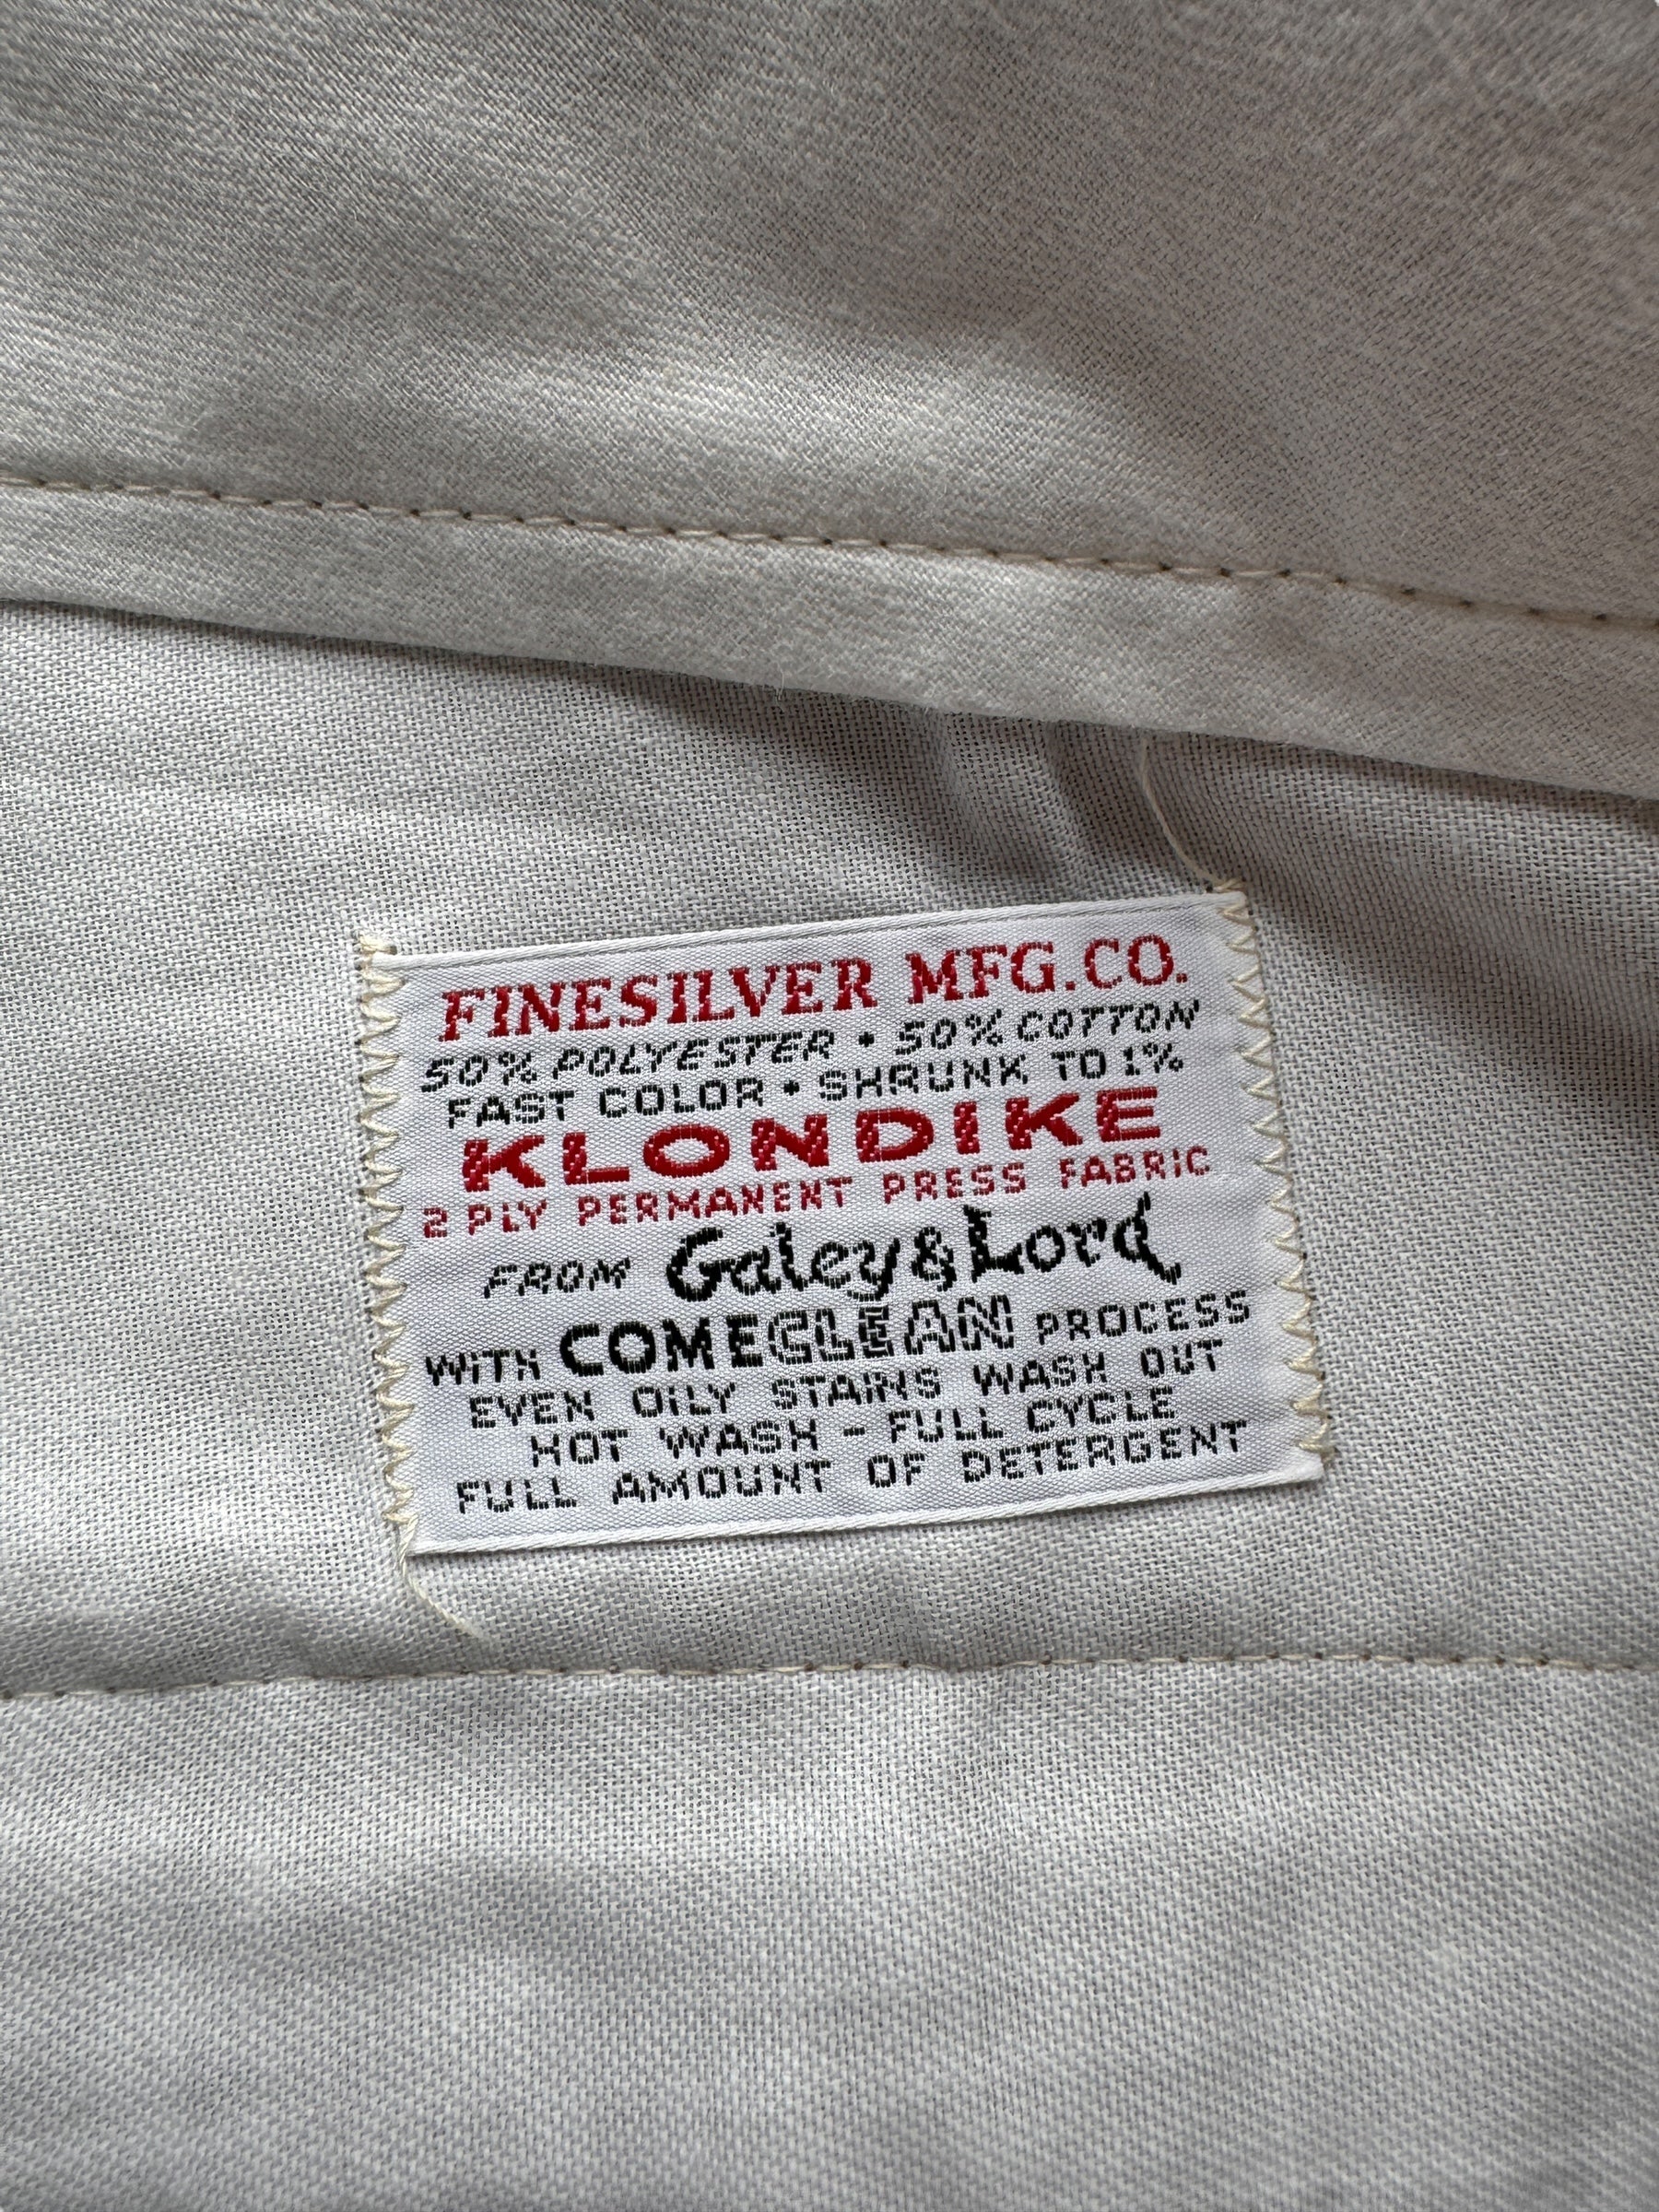 FINESILVER MFG. CO.
50% POLYESTER • 50% COTTON
FAST COLOR • SHRUNK TO 1%
KLONDIKE
2 PLY PERMANENT PRESS FABRIC
FROM Galey & Lord
WITH COMECLEAN PROCESS
EVEN OILY STAINS WASH OUT
HOT WASH - FULL CYCLE
FULL AMOUNT OF DETERGENT